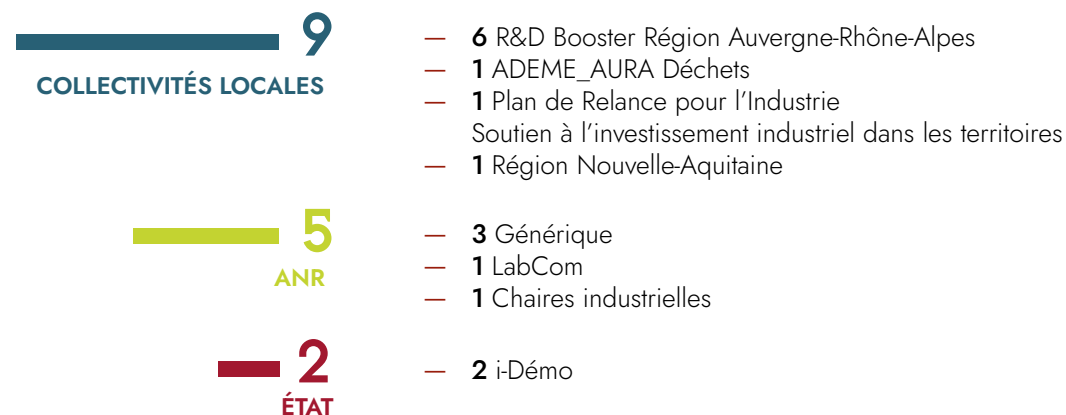 9
COLLECTIVITÉS LOCALES
— 6 R&D Booster Région Auvergne-Rhône-Alpes
— 1 ADEME_AURA Déchets
— 1 Plan de Relance pour l’Industrie
Soutien à l’investissement industriel dans les territoires
— 1 Région Nouvelle-Aquitaine
5
ANR
— 3 Générique
— 1 LabCom
— 1 Chaires industrielles
2
ÉTAT
— 2 i-Démo